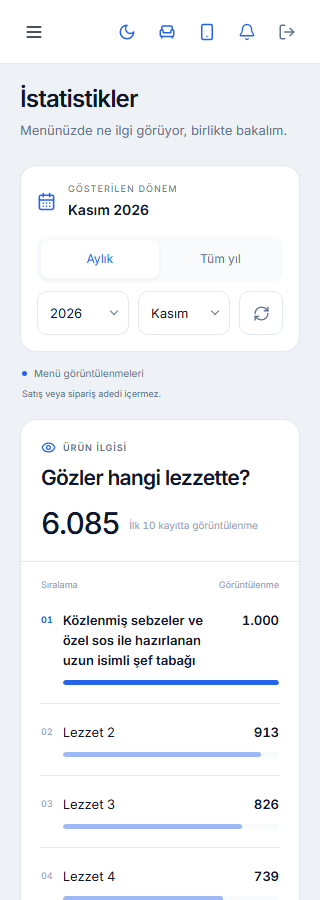 İstatistikler
Menünüzde ne ilgi görüyor, birlikte bakalım.
GÖSTERİLEN DÖNEM
Kasım 2026
Aylık
Tüm yıl
2026
Kasım
Menü görüntülenmeleri
Satış veya sipariş adedi içermez.
ÜRÜN İLGİSİ
Gözler hangi lezzette?
6.085 İlk 10 kayıtta görüntülenme
Sıralama Görüntülenme
01 Közlenmiş sebzeler ve 1.000
özel sos ile hazırlanan
uzun isimli şef tabağı
02 Lezzet 2 913
03 Lezzet 3 826
04 Lezzet 4 739